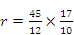 r = 45/12 × 17/10